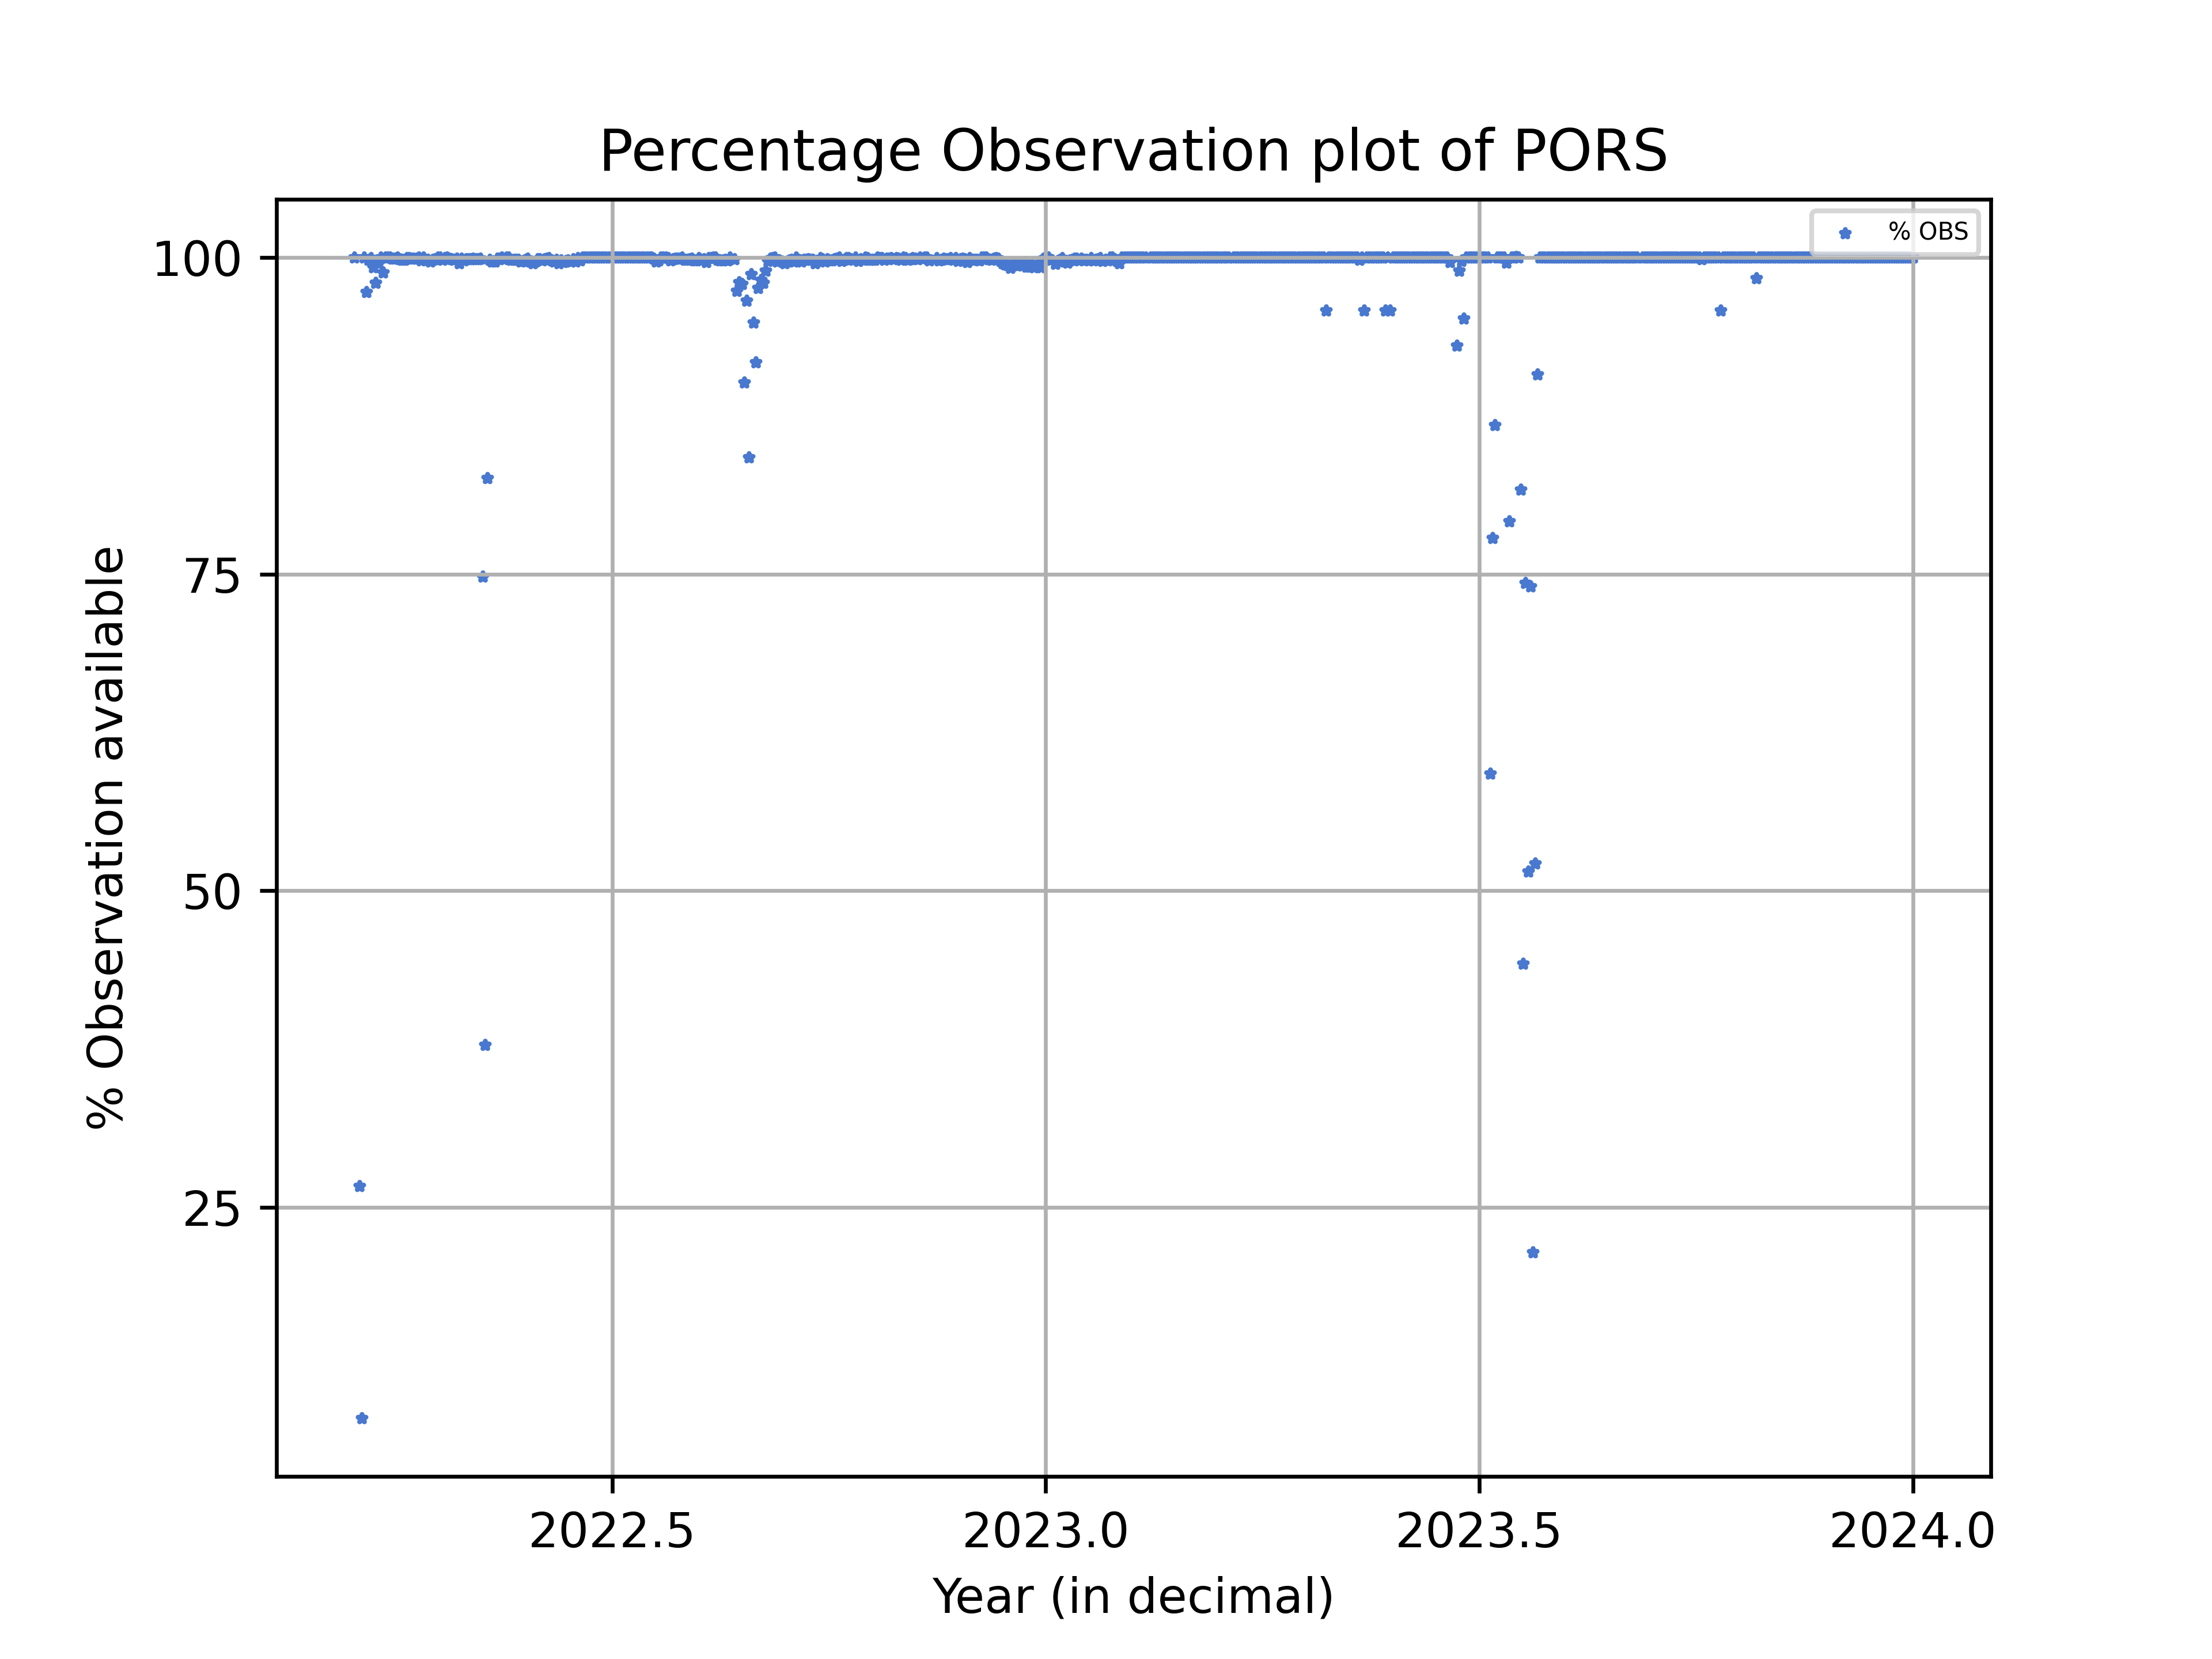 Percentage Observation plot of PORS
% OBS
100
75
50
25
% Observation available
2022.5 2023.0 2023.5 2024.0
Year (in decimal)